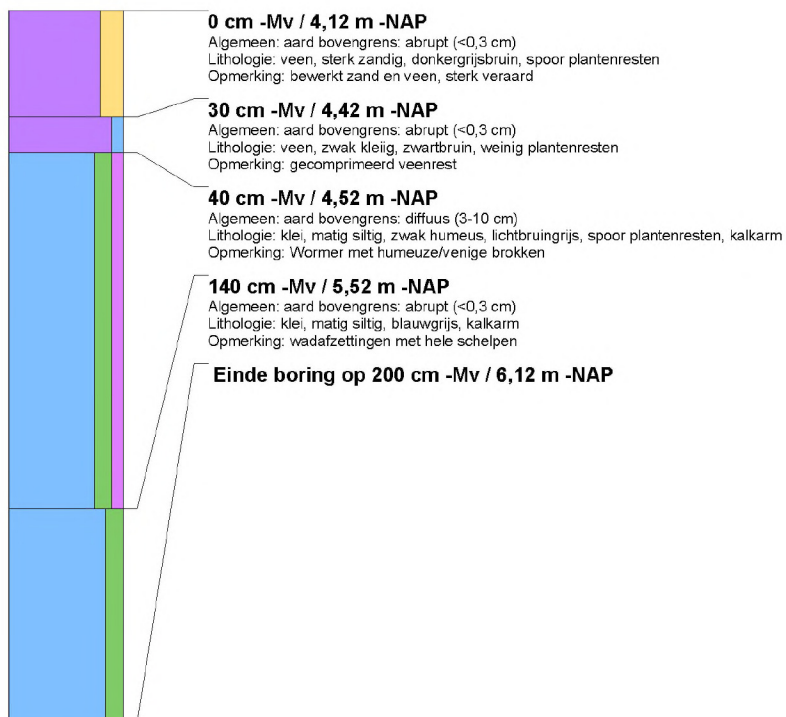 0 cm -Mv / 4,12 m -NAP
Algemeen: aard bovengrens: abrupt (<0,3 cm)
Lithologie: veen, sterk zandig, donkergrijsbruin, spoor plantenresten
Opmerking: bewerkt zand en veen, sterk veraard
30 cm -Mv / 4,42 m -NAP
Algemeen: aard bovengrens: abrupt (<0,3 cm)
Lithologie: veen, zwak kleiig, zwartbruin, weinig plantenresten
Opmerking: gecomprimeerd veenrest
40 cm -Mv / 4,52 m -NAP
Algemeen: aard bovengrens: diffuus (3-10 cm)
Lithologie: klei, matig siltig, zwak humeus, lichtbruingrijs, spoor plantenresten, kalkarm
Opmerking: Wormer met humeuze/venige brokken
140 cm -Mv / 5,52 m -NAP
Algemeen: aard bovengrens: abrupt (<0,3 cm)
Lithologie: klei, matig siltig, blauwgrijs, kalkarm
Opmerking: wadafzettingen met hele schelpen
Einde boring op 200 cm -Mv / 6,12 m -NAP